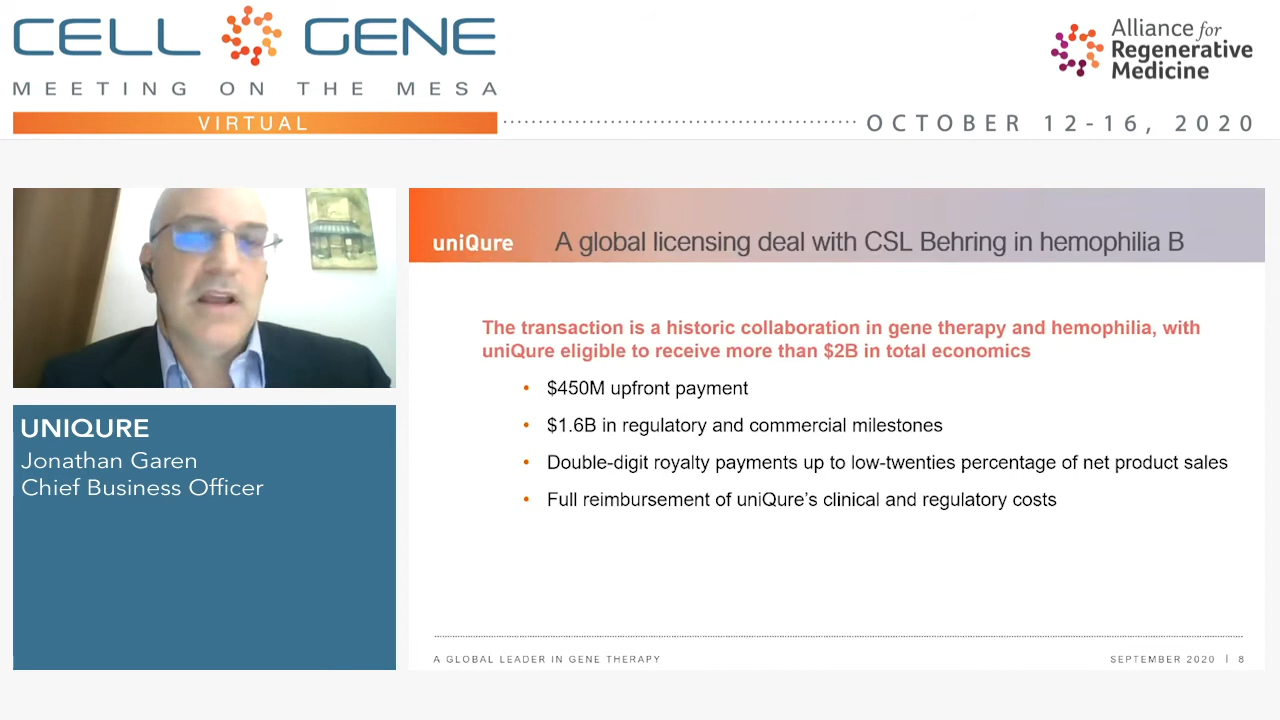 CELL GENE
MEETING ON THE MESA
VIRTUAL
Alliance for
Regenerative
Medicine
OCTOBER 12-16, 2020
UNIQURE
Jonathan Garen
Chief Business Officer
uniQure
A global licensing deal with CSL Behring in hemophilia B
The transaction is a historic collaboration in gene therapy and hemophilia, with
uniQure eligible to receive more than $2B in total economics
• $450M upfront payment
• $1.6B in regulatory and commercial milestones
• Double-digit royalty payments up to low-twenties percentage of net product sales
• Full reimbursement of uniQure’s clinical and regulatory costs
A GLOBAL LEADER IN GENE THERAPY
SEPTEMBER 2020 | 8